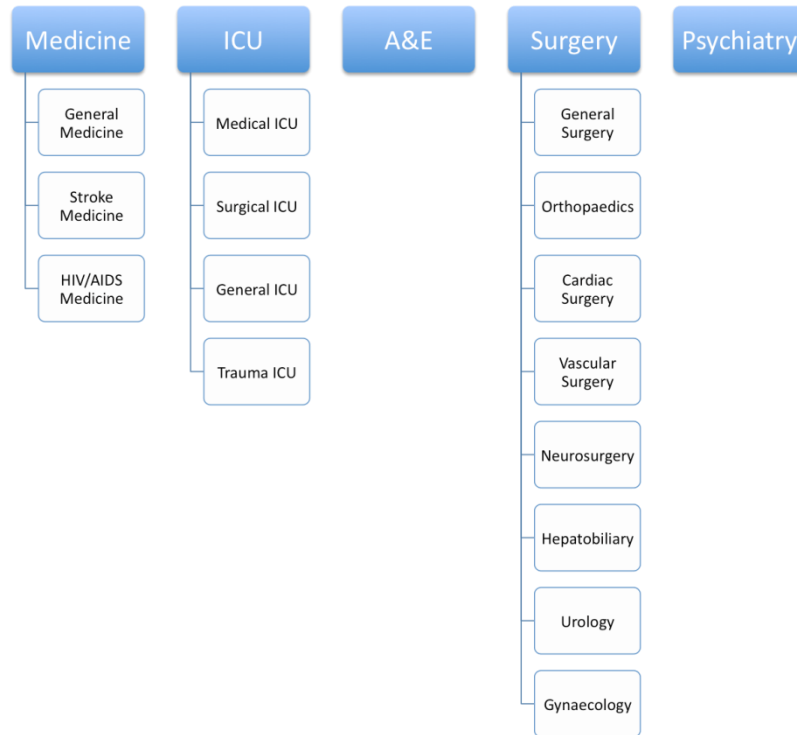 Medicine
General
Medicine
Stroke
Medicine
HIV/AIDS
Medicine
ICU
Medical ICU
Surgical ICU
General ICU
Trauma ICU
A&E
Surgery
General
Surgery
Orthopaedics
Cardiac
Surgery
Vascular
Surgery
Neurosurgery
Hepatobiliary
Urology
Gynaecology
Psychiatry